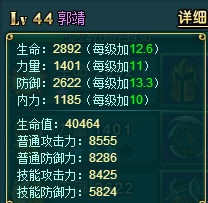 Lv 44 郭靖 详细
生命：2892（每级加12.6）
力量：1401（每级加11）
防御：2622（每级加13.3）
内力：1185（每级加10）
生命值：40464
普通攻击力：8555
普通防御力：8286
技能攻击力：8425
技能防御力：5824